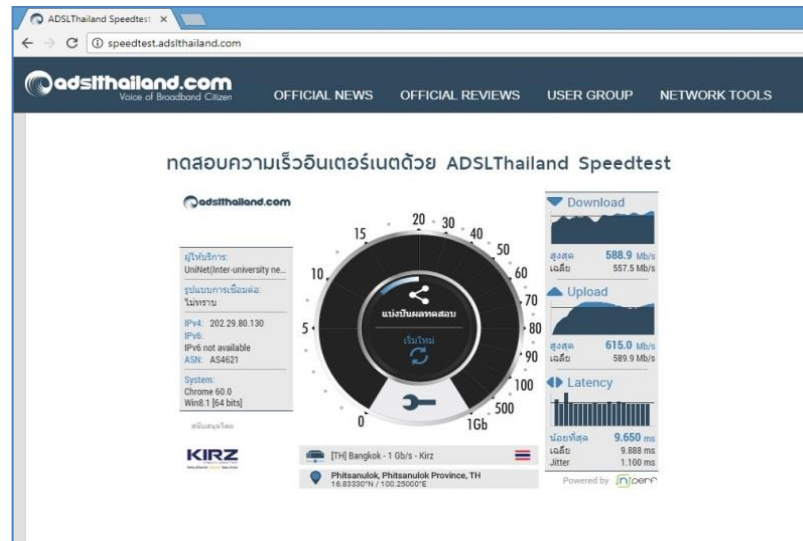 ADSLThailand Speedtest
speedtest.adslthailand.com
adslthailand.com
Voice of Broadband Citizen
OFFICIAL NEWS
OFFICIAL REVIEWS
USER GROUP
NETWORK TOOLS
ทดสอบความเร็วอินเตอร์เนตด้วย ADSLThailand Speedtest
adslthailand.com
ผู้ให้บริการ:
UniNet(Inter-university ne...
รูปแบบการเชื่อมต่อ:
ไม่ทราบ
IPv4: 202.29.80.130
IPv6:
IPv6 not available
ASN: AS4621
System:
Chrome 60.0
Win8.1 [64 bits]
สนับสนุนโดย
KIRZ
0
5
10
15
20
30
40
50
60
70
80
90
100
500
1Gb
แบ่งปันผลทดสอบ
เริ่มใหม่
[TH] Bangkok - 1 Gb/s - Kirz
Phitsanulok, Phitsanulok Province, TH
16.83330°N / 100.25000°E
Download
สูงสุด 588.9 Mb/s
เฉลี่ย 557.5 Mb/s
Upload
สูงสุด 615.0 Mb/s
เฉลี่ย 589.9 Mb/s
Latency
น้อยที่สุด 9.650 ms
เฉลี่ย 9.888 ms
Jitter 1.100 ms
Powered by nperf